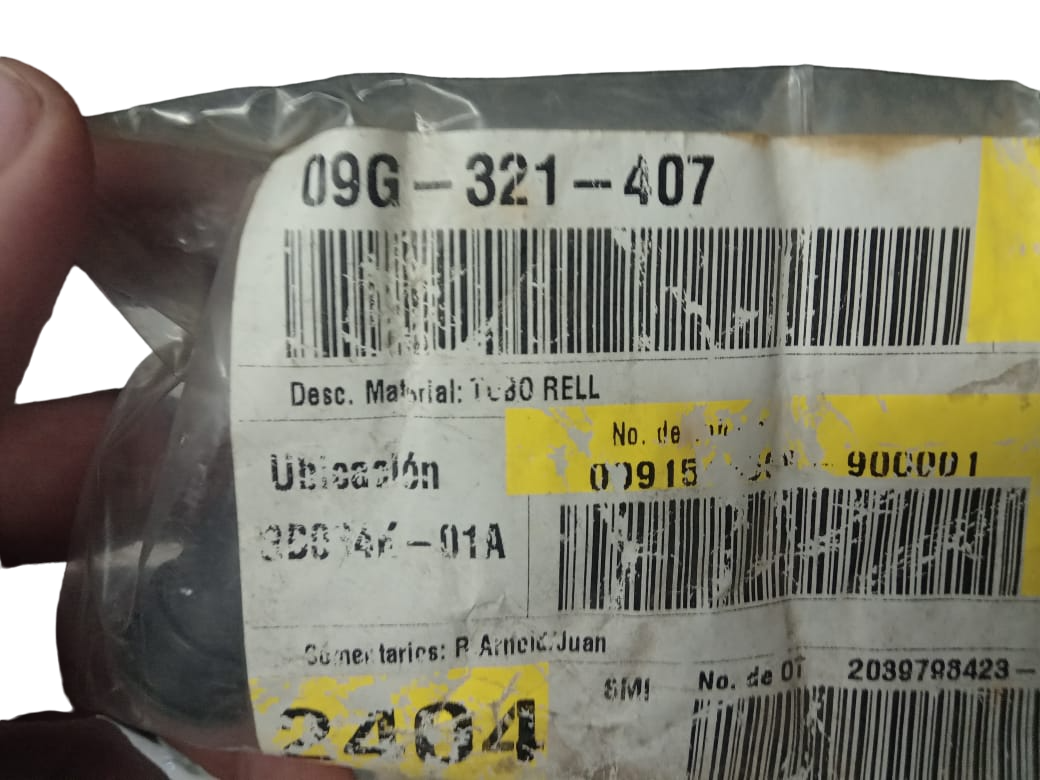 09G-321-407
Desc. Material: TUBO RELL
No. de
Ubicación
900001
-01A
Comentarios: R Arnold/Juan
SMI
No. de OT 2039798423-
2404